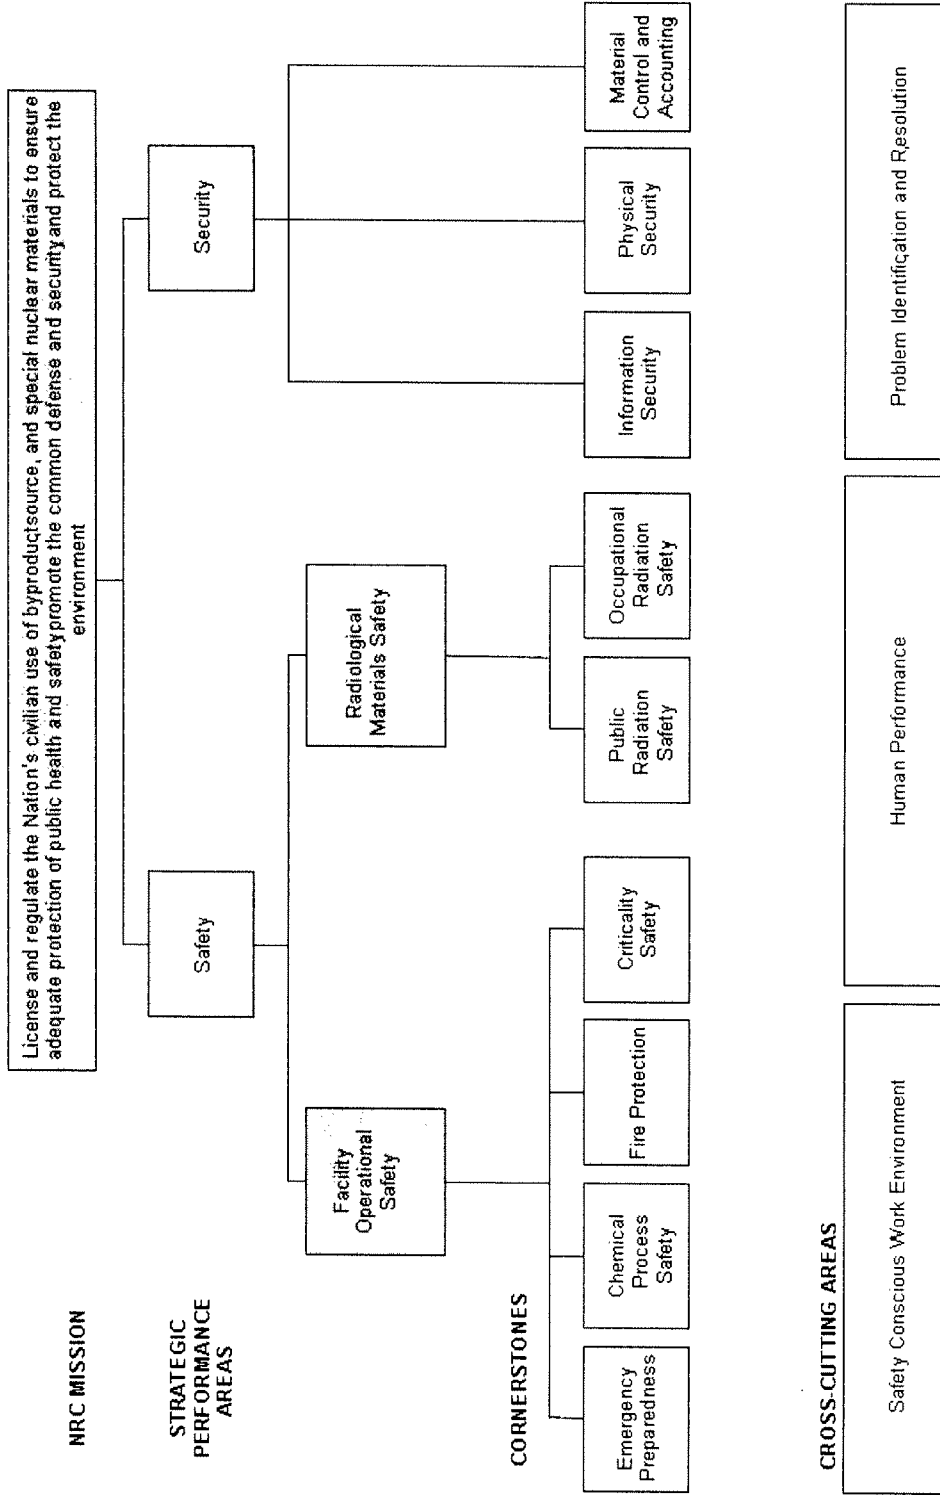 NRC MISSION
License and regulate the Nation's civilian use of byproductsource, and special nuclear materials to ensure
adequate protection of public health and safetypromote the common defense and security and protect the
environment
STRATEGIC
PERFORMANCE
AREAS
Safety
Security
Facility
Operational
Safety
Radiological
Materials Safety
CORNERSTONES
Emergency
Preparedness
Chemical
Process
Safety
Fire Protection
Criticality
Safety
Public
Radiation
Safety
Occupational
Radiation
Safety
Information
Security
Physical
Security
Material
Control and
Accounting
CROSS-CUTTING AREAS
Safety Conscious Work Environment
Human Performance
Problem Identification and Resolution